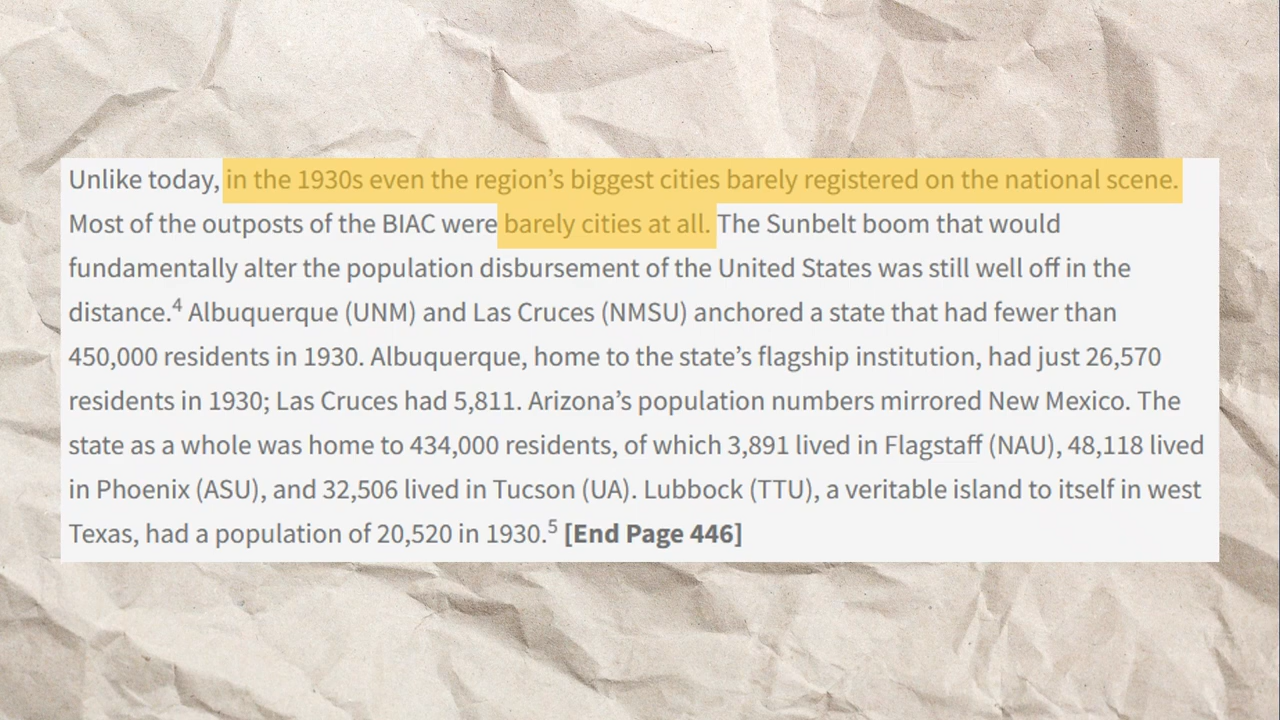 Unlike today, in the 1930s even the region’s biggest cities barely registered on the national scene.
Most of the outposts of the BIAC were barely cities at all. The Sunbelt boom that would
fundamentally alter the population disbursement of the United States was still well off in the
distance.4 Albuquerque (UNM) and Las Cruces (NMSU) anchored a state that had fewer than
450,000 residents in 1930. Albuquerque, home to the state’s flagship institution, had just 26,570
residents in 1930; Las Cruces had 5,811. Arizona’s population numbers mirrored New Mexico. The
state as a whole was home to 434,000 residents, of which 3,891 lived in Flagstaff (NAU), 48,118 lived
in Phoenix (ASU), and 32,506 lived in Tucson (UA). Lubbock (TTU), a veritable island to itself in west
Texas, had a population of 20,520 in 1930.5 [End Page 446]